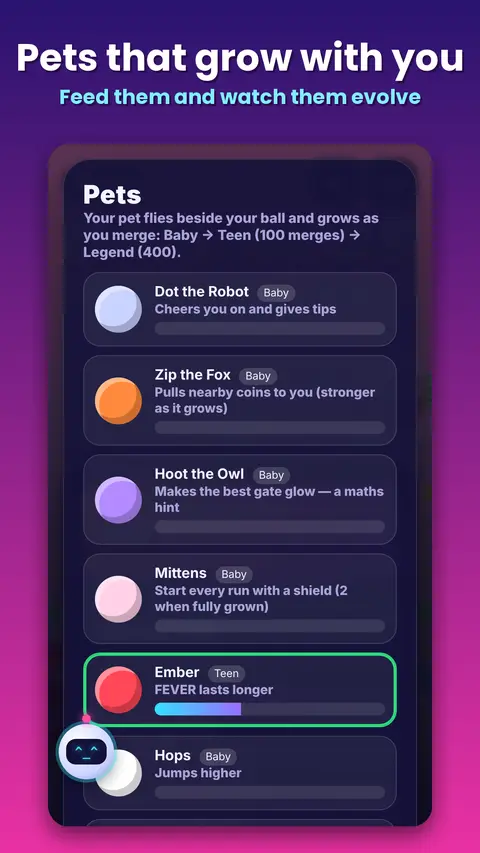 Pets that grow with you
Feed them and watch them evolve
Pets
Your pet flies beside your ball and grows as
you merge: Baby → Teen (100 merges) →
Legend (400).
Dot the Robot Baby
Cheers you on and gives tips
Zip the Fox Baby
Pulls nearby coins to you (stronger
as it grows)
Hoot the Owl Baby
Makes the best gate glow — a maths
hint
Mittens Baby
Start every run with a shield (2
when fully grown)
Ember Teen
FEVER lasts longer
Hops Baby
Jumps higher